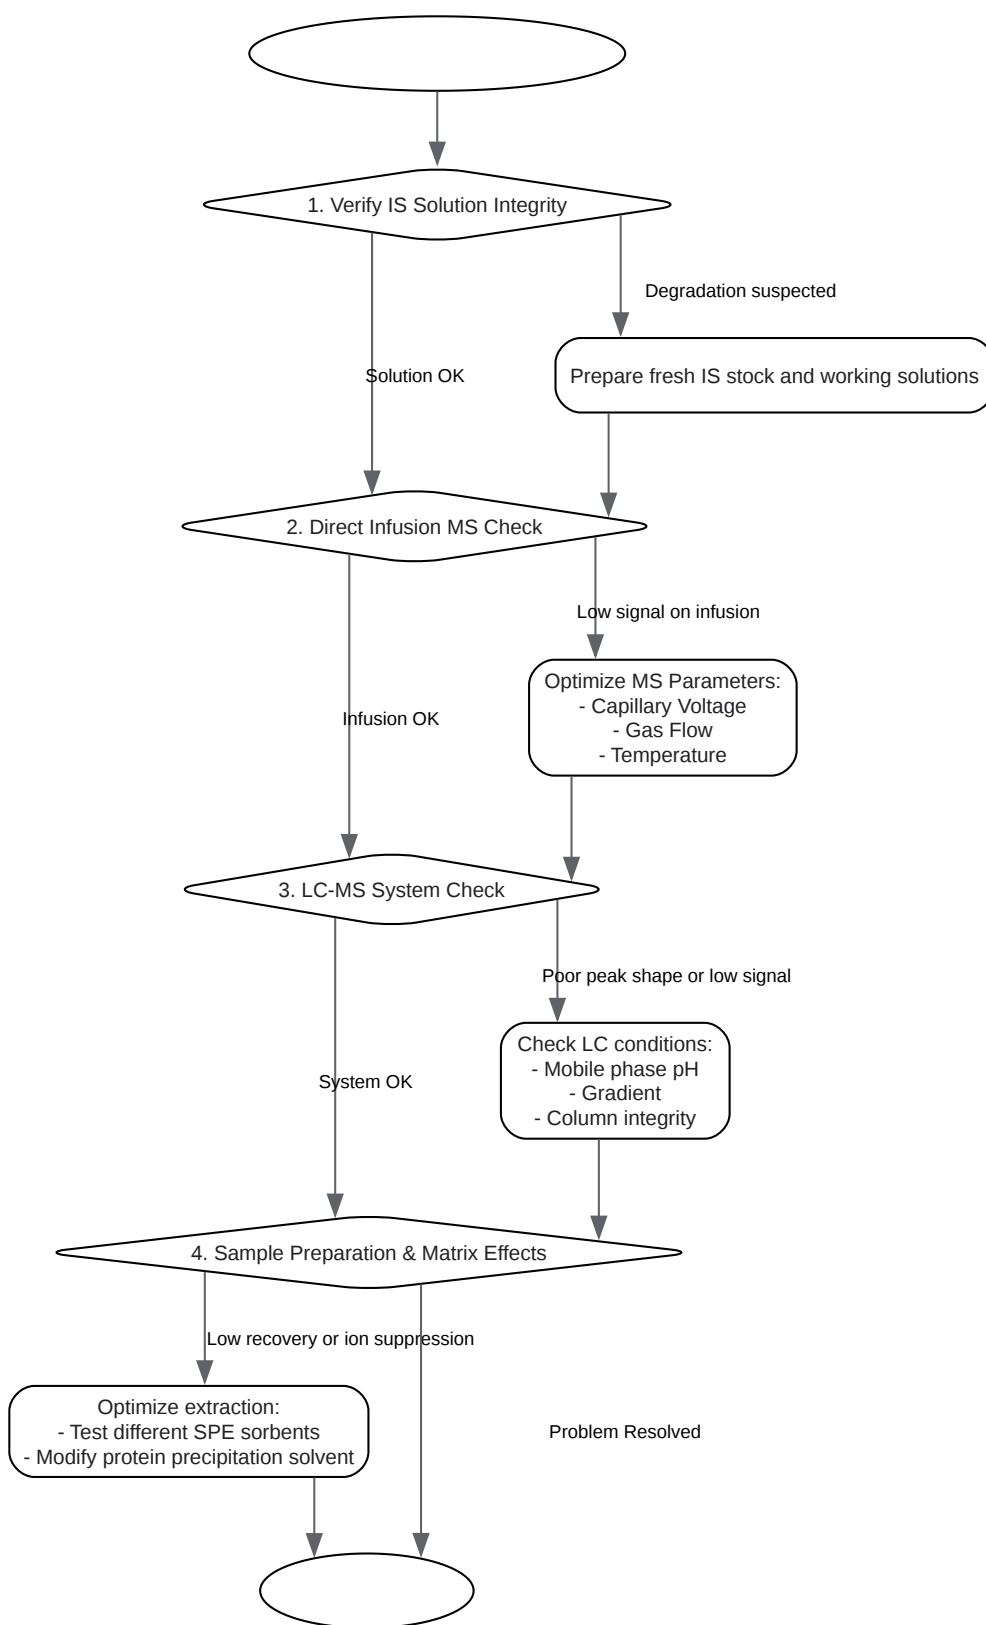 1. Verify IS Solution Integrity
Degradation suspected
Solution OK
Prepare fresh IS stock and working solutions
2. Direct Infusion MS Check
Low signal on infusion
Optimize MS Parameters:
- Capillary Voltage
- Gas Flow
- Temperature
Infusion OK
3. LC-MS System Check
Poor peak shape or low signal
Check LC conditions:
- Mobile phase pH
- Gradient
- Column integrity
System OK
4. Sample Preparation & Matrix Effects
Low recovery or ion suppression
Optimize extraction:
- Test different SPE sorbents
- Modify protein precipitation solvent
Problem Resolved